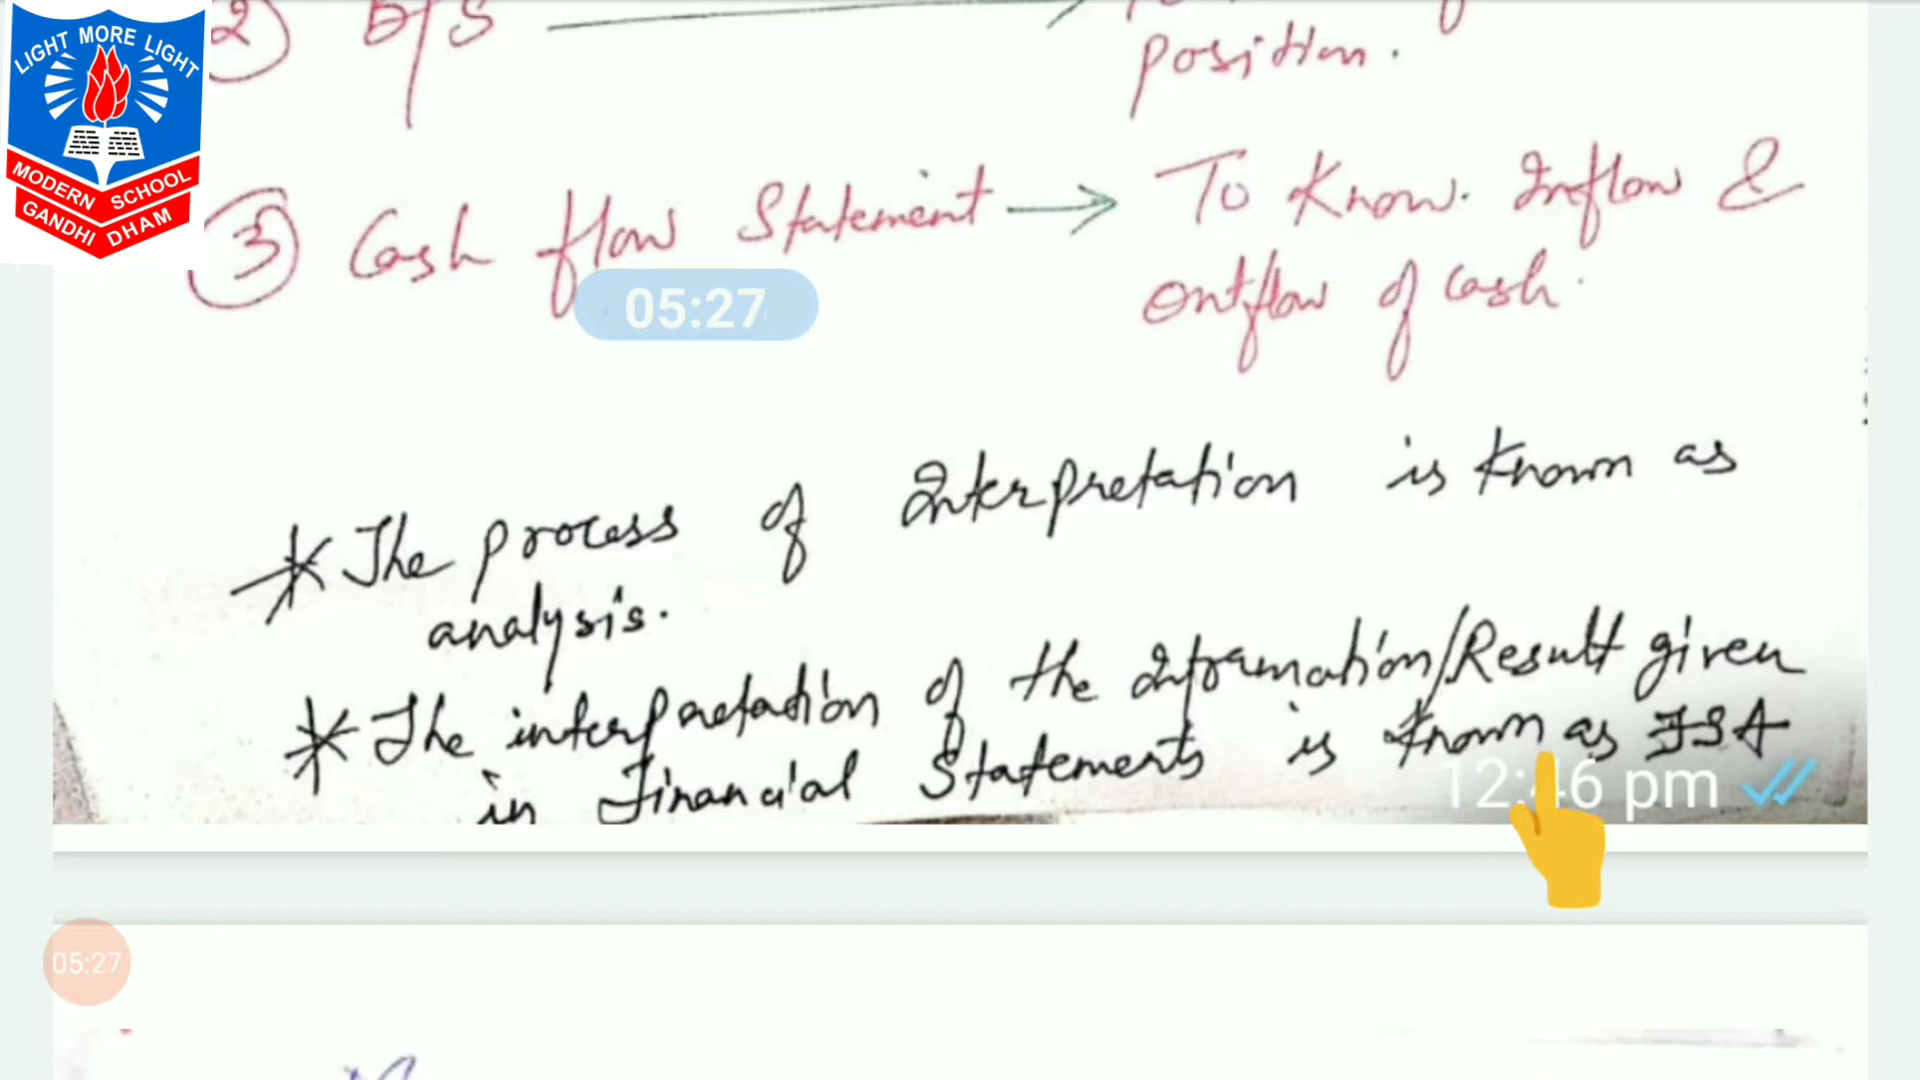 LIGHT MORE LIGHT
MODERN SCHOOL
GANDHI DHAM
2) B/S
position.
3) Cash flow Statement → To Know. Inflow &
outflow of cash.
05:27
* The process of Interpretation is known as
analysis.
* The interpretation of the Information/Result given
in Financial Statements is known as FSA
12:46 pm
05:27